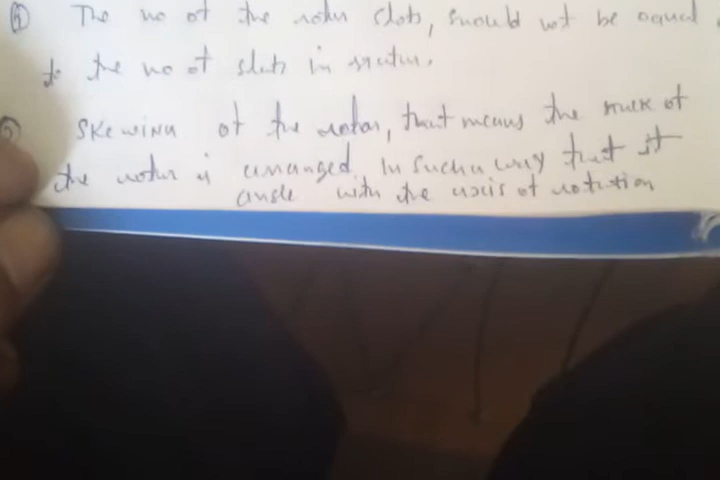 The no of the rotor slots, should not be equal
to the no of slots in stator.
Skewing of the rotor, that means the stack of
the rotor is arranged in such a way that it
angle with the axis of rotation